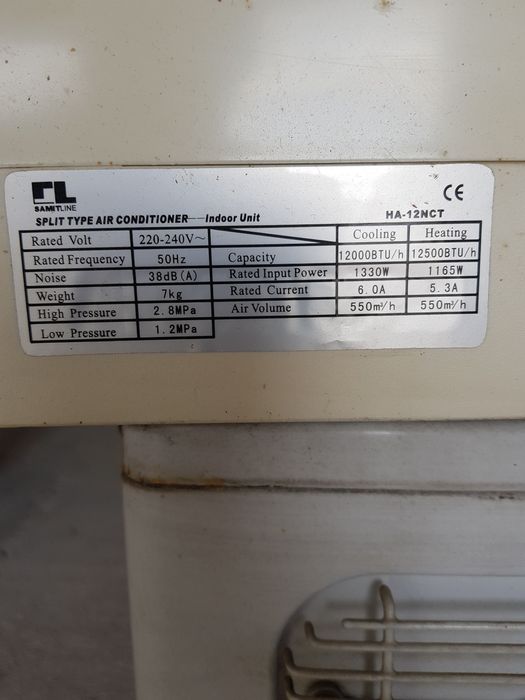 SAMITLINE
CE
SPLIT TYPE AIR CONDITIONER—Indoor Unit HA-12NCT
Rated Volt 220-240V~ Cooling Heating
Rated Frequency 50Hz Capacity 12000BTU/h 12500BTU/h
Noise 38dB(A) Rated Input Power 1330W 1165W
Weight 7kg Rated Current 6.0A 5.3A
High Pressure 2.8MPa Air Volume 550m³/h 550m³/h
Low Pressure 1.2MPa